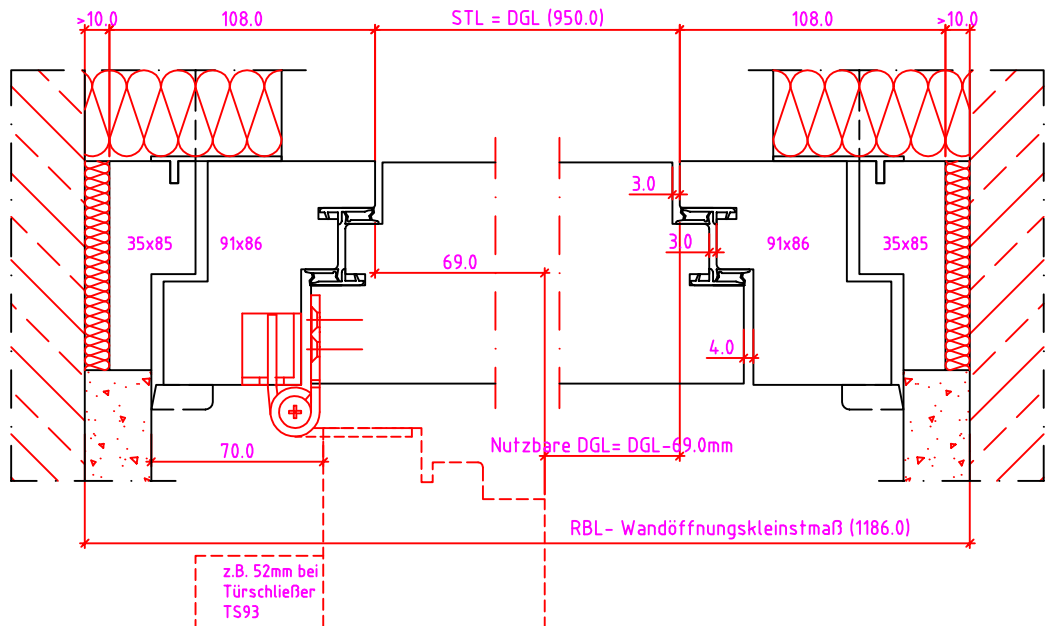 >10.0
108.0
STL = DGL (950.0)
108.0
>10.0
3.0
35x85
91x86
3.0
91x86
35x85
69.0
4.0
70.0
Nutzbare DGL= DGL-69.0mm
RBL- Wandöffnungskleinstmaß (1186.0)
z.B. 52mm bei
Türschließer
TS93